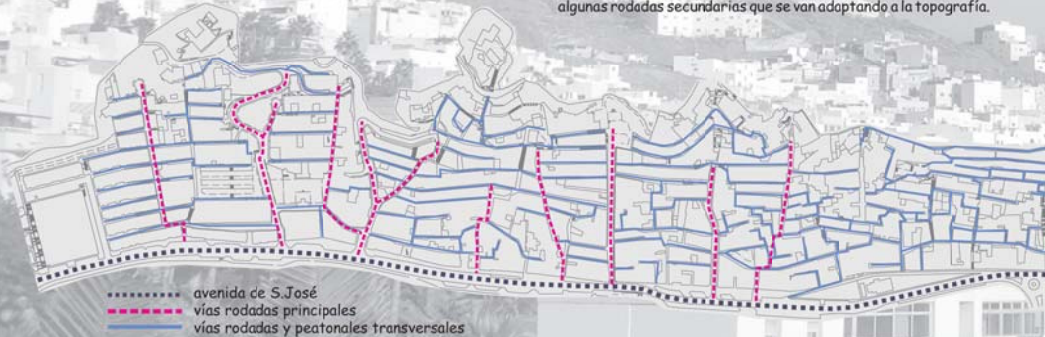 algunas rodadas secundarias que se van adaptando a la topografía.
avenida de S.José
vías rodadas principales
vías rodadas y peatonales transversales